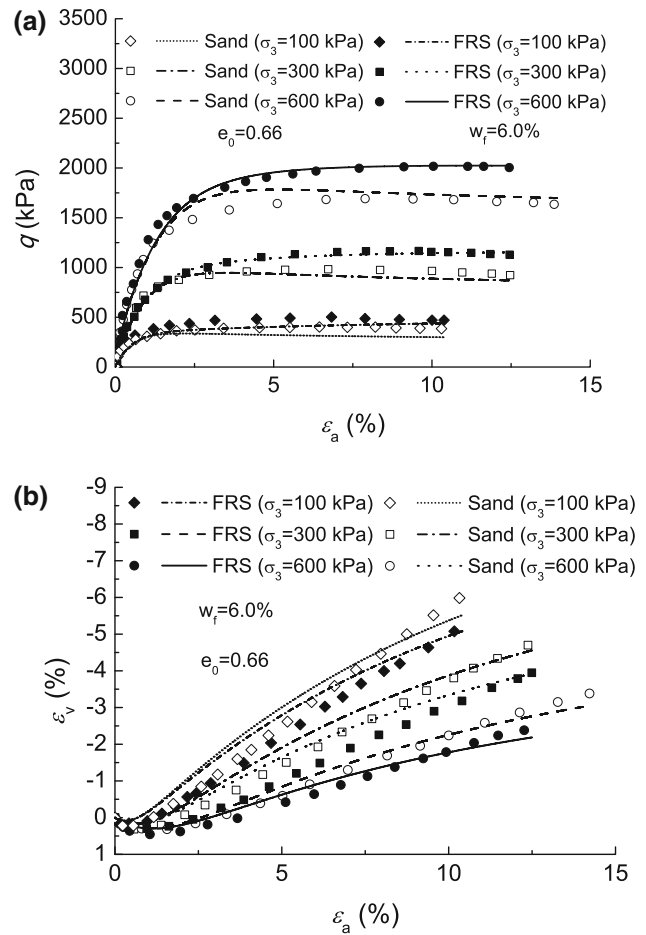 (a)
3500
3000
2500
2000
1500
1000
500
0
q (kPa)
Sand (σ₃=100 kPa) FRS (σ₃=100 kPa)
Sand (σ₃=300 kPa) FRS (σ₃=300 kPa)
Sand (σ₃=600 kPa) FRS (σ₃=600 kPa)
e₀=0.66 w_f=6.0%
0 5 10 15
εₐ (%)
(b)
-9
-8
-7
-6
-5
-4
-3
-2
-1
0
1
ε_v (%)
FRS (σ₃=100 kPa) Sand (σ₃=100 kPa)
FRS (σ₃=300 kPa) Sand (σ₃=300 kPa)
FRS (σ₃=600 kPa) Sand (σ₃=600 kPa)
w_f=6.0%
e₀=0.66
0 5 10 15
εₐ (%)